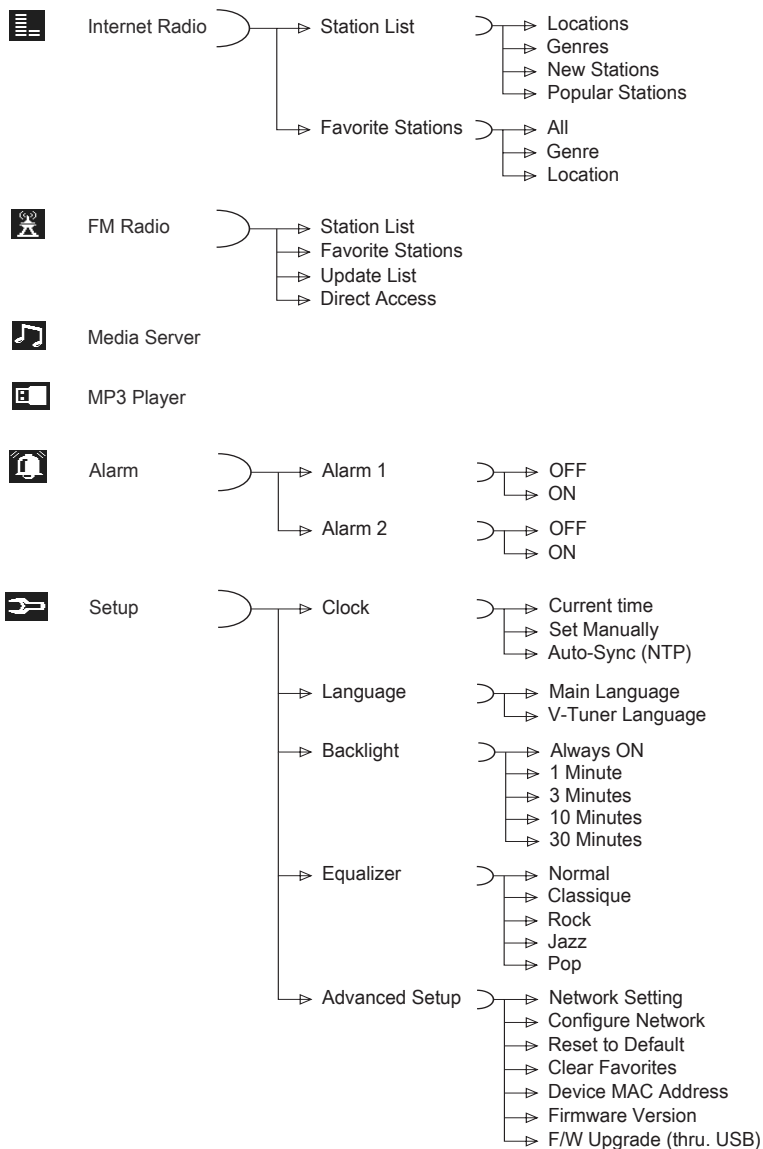 Internet Radio Station List Locations
Genres
New Stations
Popular Stations
Favorite Stations All
Genre
Location
FM Radio Station List
Favorite Stations
Update List
Direct Access
Media Server
MP3 Player
Alarm Alarm 1 OFF
ON
Alarm 2 OFF
ON
Setup Clock Current time
Set Manually
Auto-Sync (NTP)
Language Main Language
V-Tuner Language
Backlight Always ON
1 Minute
3 Minutes
10 Minutes
30 Minutes
Equalizer Normal
Classique
Rock
Jazz
Pop
Advanced Setup Network Setting
Configure Network
Reset to Default
Clear Favorites
Device MAC Address
Firmware Version
F/W Upgrade (thru. USB)